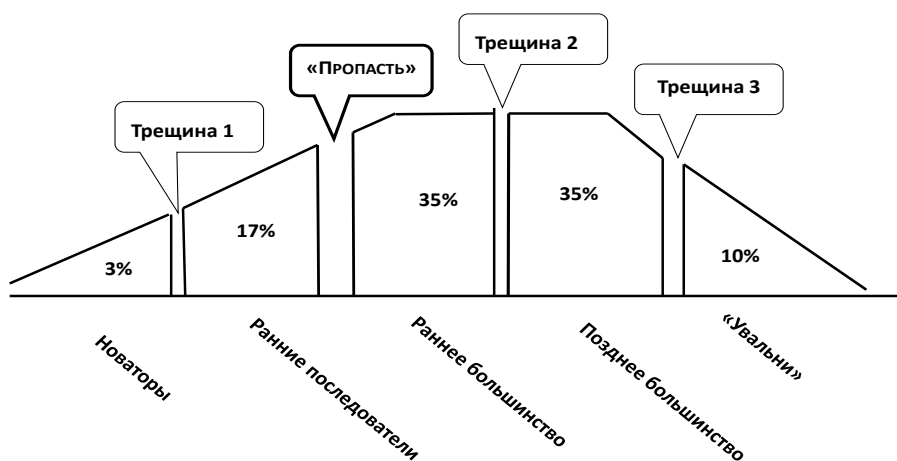 Трещина 2
«ПРОПАСТЬ»
Трещина 3
Трещина 1
3%
17%
35%
35%
10%
Новаторы
Ранние последователи
Раннее большинство
Позднее большинство
«Увальни»